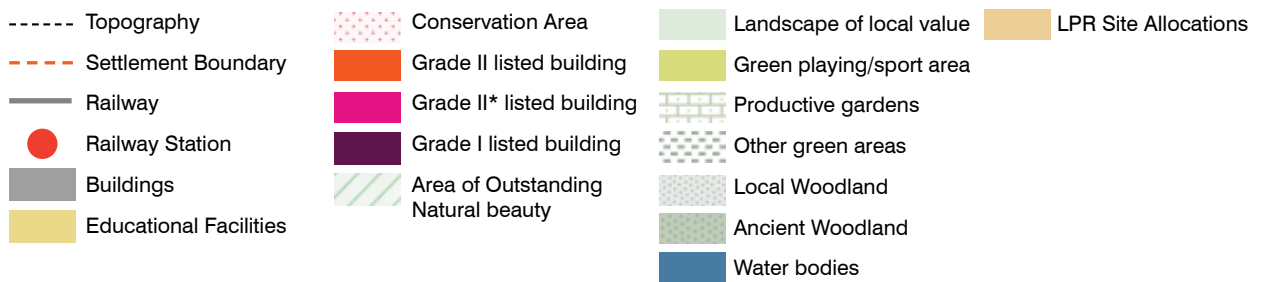 Topography
Settlement Boundary
Railway
Railway Station
Buildings
Educational Facilities
Conservation Area
Grade II listed building
Grade II* listed building
Grade I listed building
Area of Outstanding
Natural beauty
Landscape of local value
Green playing/sport area
Productive gardens
Other green areas
Local Woodland
Ancient Woodland
Water bodies
LPR Site Allocations